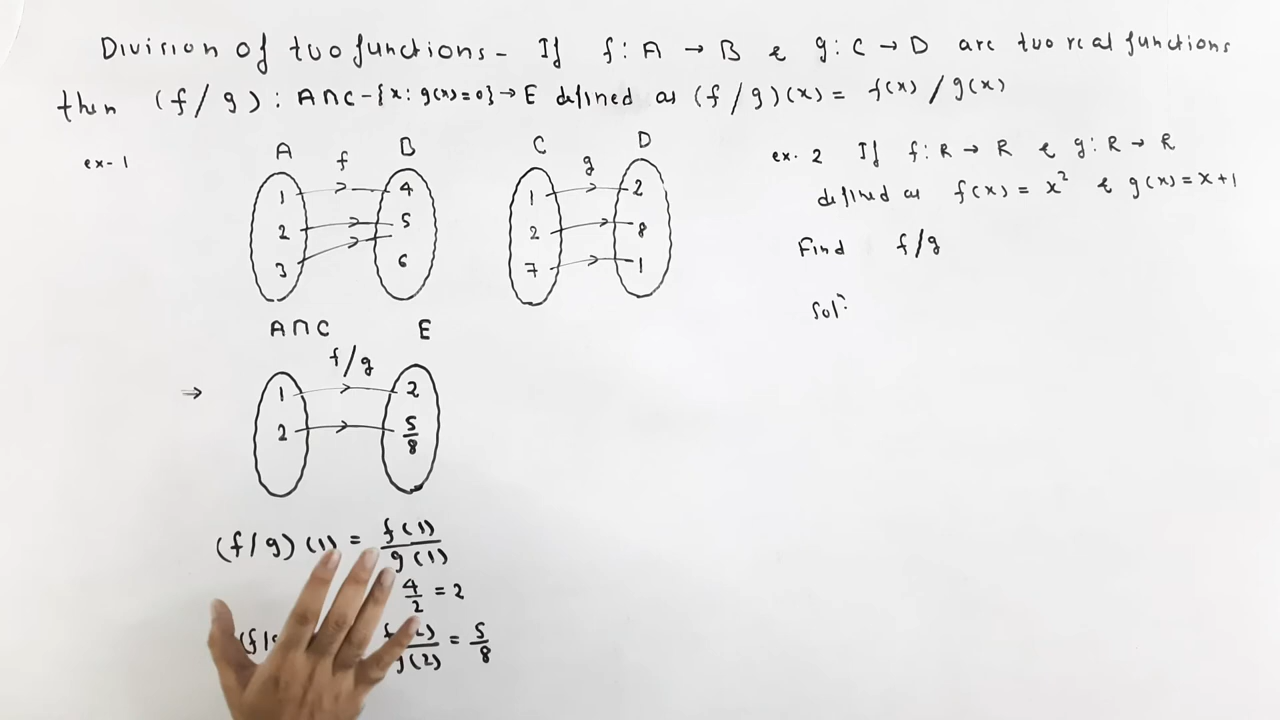 Division of two functions - If f : A → B & g : C → D are two real functions
then (f / g) : A∩C - {x : g(x) = 0} → E defined as (f / g)(x) = f(x) / g(x)
ex- 1
A f B
1 4
2 5
3 6
C g D
1 2
2 8
7 1
A∩C E
f/g
⇒
1 2
2 5/8
(f/g) (1) = f(1)/g(1)
4/2 = 2
g(2) = 5/8
ex. 2 If f : R → R & g : R → R
defined as f(x) = x² & g(x) = x+1
Find f/g
Solⁿ: